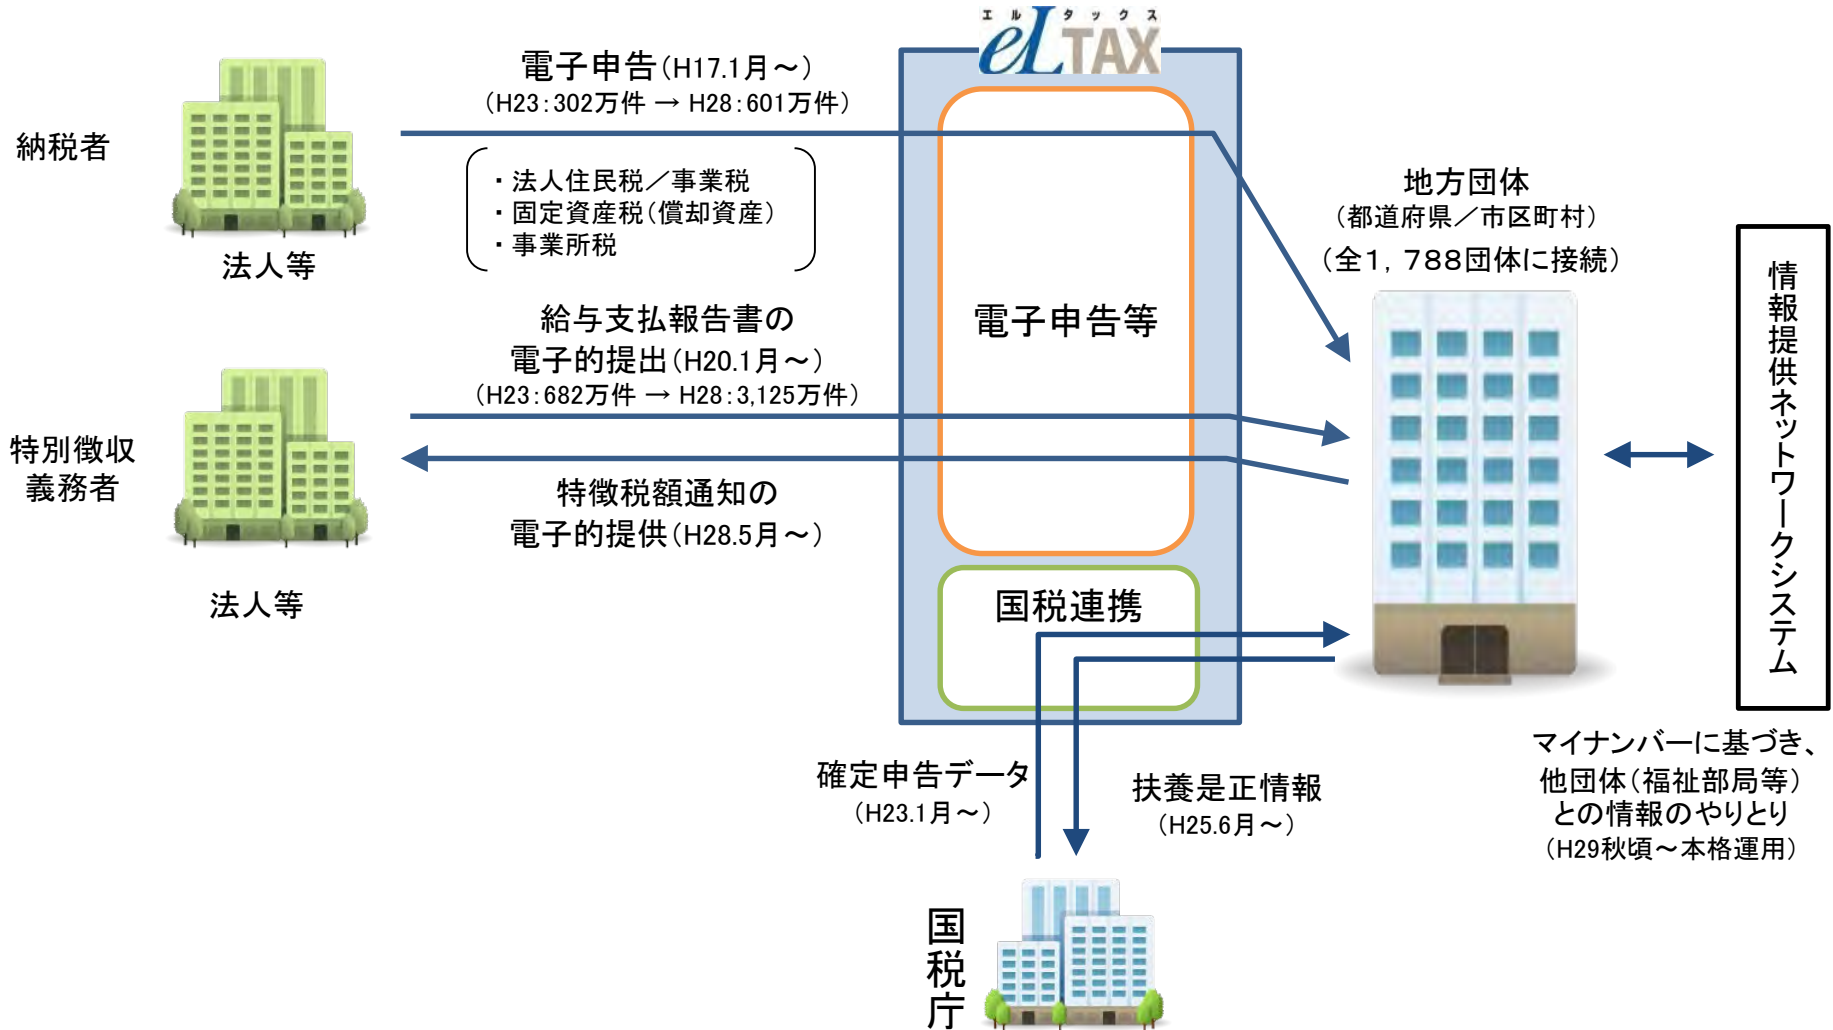 エルタックス
eLTAX
電子申告（H17.1月～）
（H23：302万件 → H28：601万件）
納税者
・法人住民税／事業税
・固定資産税（償却資産）
・事業所税
法人等
給与支払報告書の
電子的提出（H20.1月～）
（H23：682万件 → H28：3,125万件）
特別徴収
義務者
特徴税額通知の
電子的提供（H28.5月～）
法人等
電子申告等
国税連携
地方団体
（都道府県／市区町村）
（全１，７８８団体に接続）
情報提供ネットワークシステム
マイナンバーに基づき、
他団体（福祉部局等）
との情報のやりとり
（H29秋頃～本格運用）
確定申告データ
（H23.1月～）
扶養是正情報
（H25.6月～）
国税庁